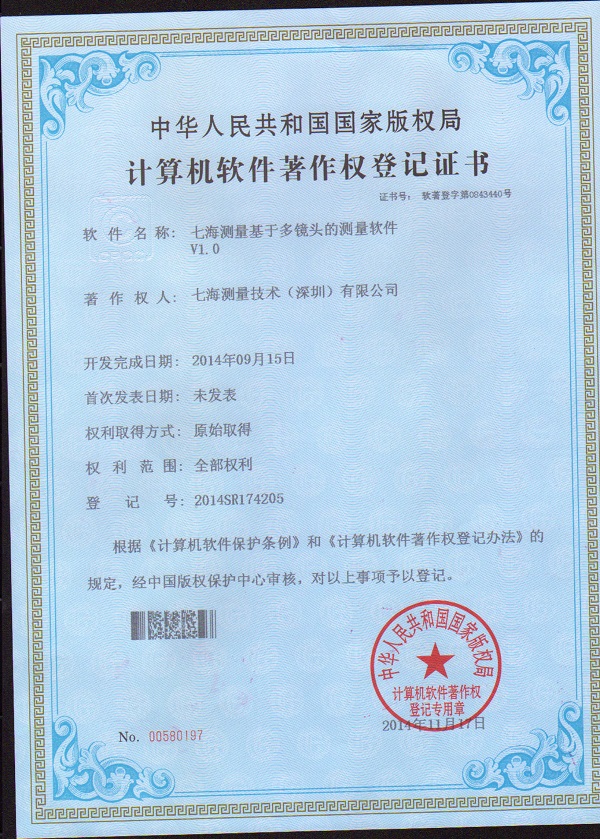 中华人民共和国国家版权局
计算机软件著作权登记证书
证书号： 软著登字第0843440号
软 件 名 称： 七海测量基于多镜头的测量软件
V1.0
著 作 权 人： 七海测量技术（深圳）有限公司
开发完成日期： 2014年09月15日
首次发表日期： 未发表
权利取得方式： 原始取得
权 利 范 围： 全部权利
登 记 号： 2014SR174205
根据《计算机软件保护条例》和《计算机软件著作权登记办法》的
规定，经中国版权保护中心审核，对以上事项予以登记。
中华人民共和国国家版权局
计算机软件著作权
登记专用章
2014年11月17日
No. 00580197